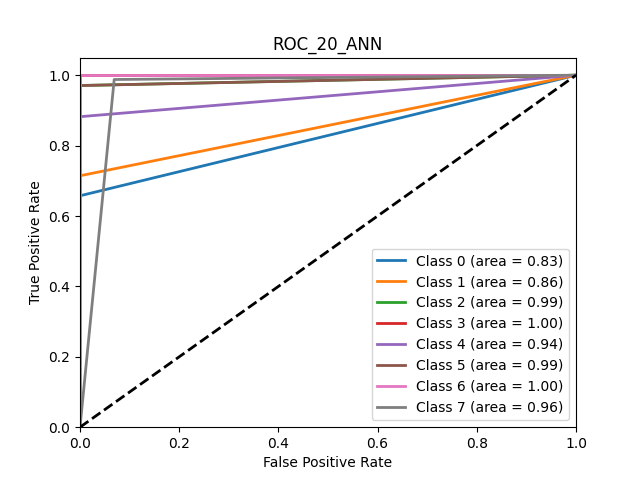 ROC_20_ANN
1.0
0.8
0.6
0.4
0.2
0.0
True Positive Rate
Class 0 (area = 0.83)
Class 1 (area = 0.86)
Class 2 (area = 0.99)
Class 3 (area = 1.00)
Class 4 (area = 0.94)
Class 5 (area = 0.99)
Class 6 (area = 1.00)
Class 7 (area = 0.96)
0.0 0.2 0.4 0.6 0.8 1.0
False Positive Rate